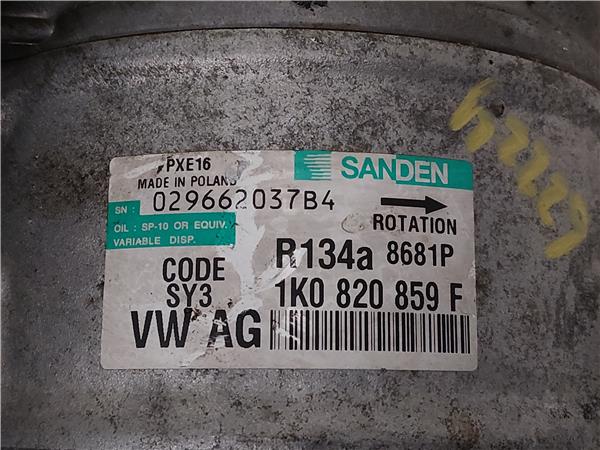 PXE16
MADE IN POLAND
SANDEN
SN : 029662037B4
ROTATION
OIL : SP-10 OR EQUIV.
VARIABLE DISP.
R134a 8681P
CODE
SY3
1K0 820 859 F
VW AG